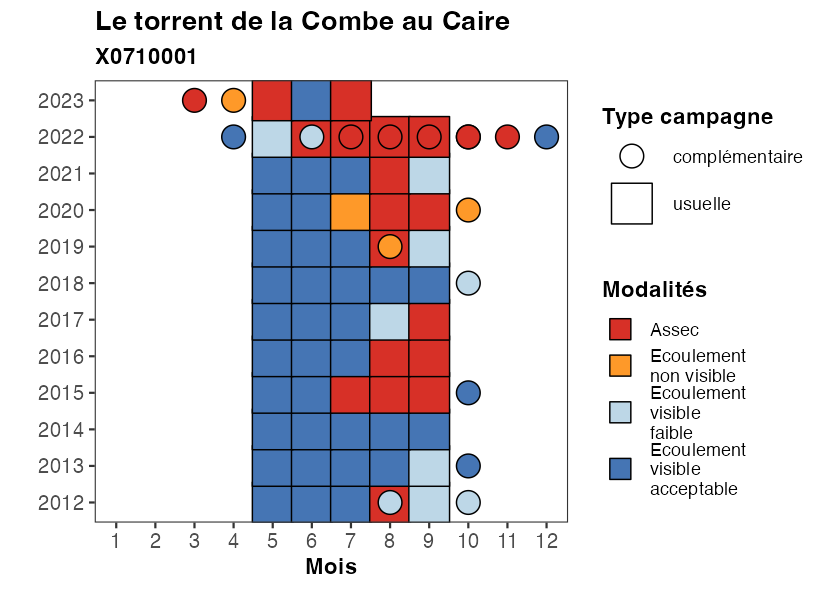 Le torrent de la Combe au Caire
X0710001
2023
2022
2021
2020
2019
2018
2017
2016
2015
2014
2013
2012
1 2 3 4 5 6 7 8 9 10 11 12
Mois
Type campagne
complémentaire
usuelle
Modalités
Assec
Ecoulement
non visible
Ecoulement
visible
faible
Ecoulement
visible
acceptable